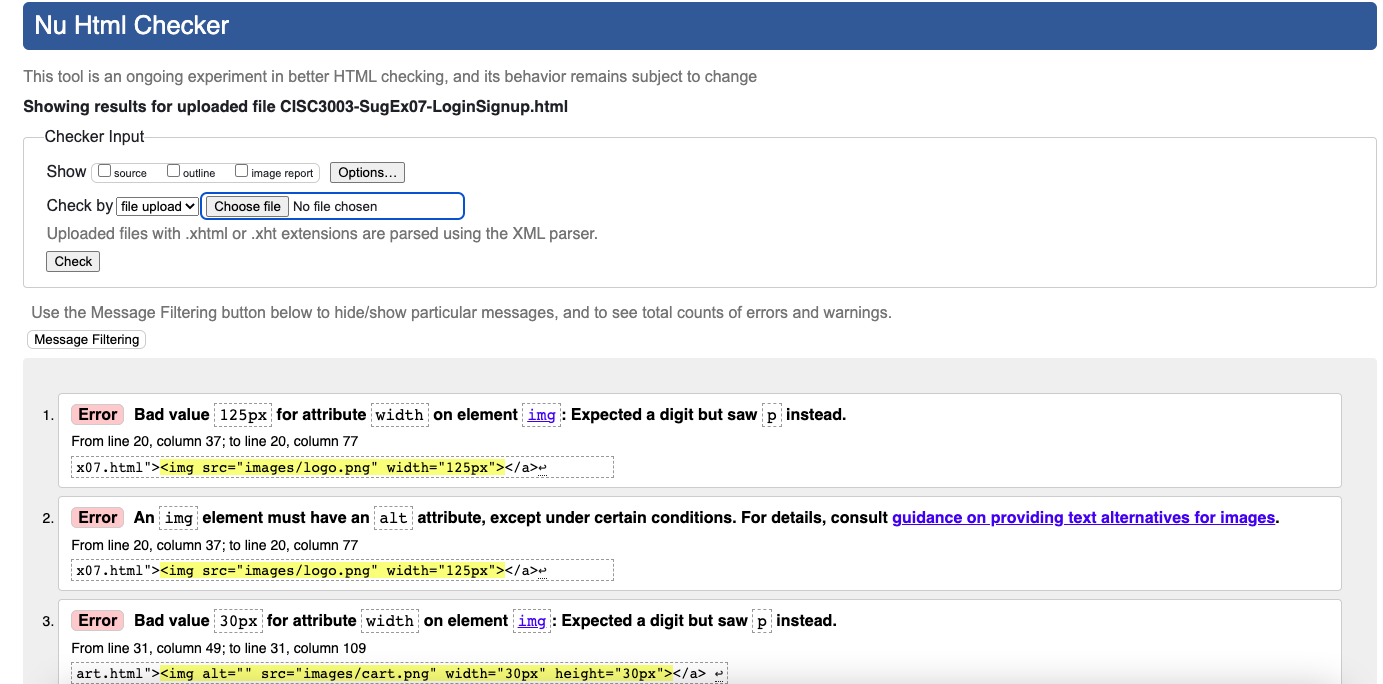 Nu Html Checker
This tool is an ongoing experiment in better HTML checking, and its behavior remains subject to change
Showing results for uploaded file CISC3003-SugEx07-LoginSignup.html
Checker Input
Show source outline image report Options...
Check by file upload Choose file No file chosen
Uploaded files with .xhtml or .xht extensions are parsed using the XML parser.
Check
Use the Message Filtering button below to hide/show particular messages, and to see total counts of errors and warnings.
Message Filtering
1. Error Bad value 125px for attribute width on element img: Expected a digit but saw p instead.
From line 20, column 37; to line 20, column 77
x07.html"><img src="images/logo.png" width="125px"></a>↩
2. Error An img element must have an alt attribute, except under certain conditions. For details, consult guidance on providing text alternatives for images.
From line 20, column 37; to line 20, column 77
x07.html"><img src="images/logo.png" width="125px"></a>↩
3. Error Bad value 30px for attribute width on element img: Expected a digit but saw p instead.
From line 31, column 49; to line 31, column 109
art.html"><img alt="" src="images/cart.png" width="30px" height="30px"></a> ↩